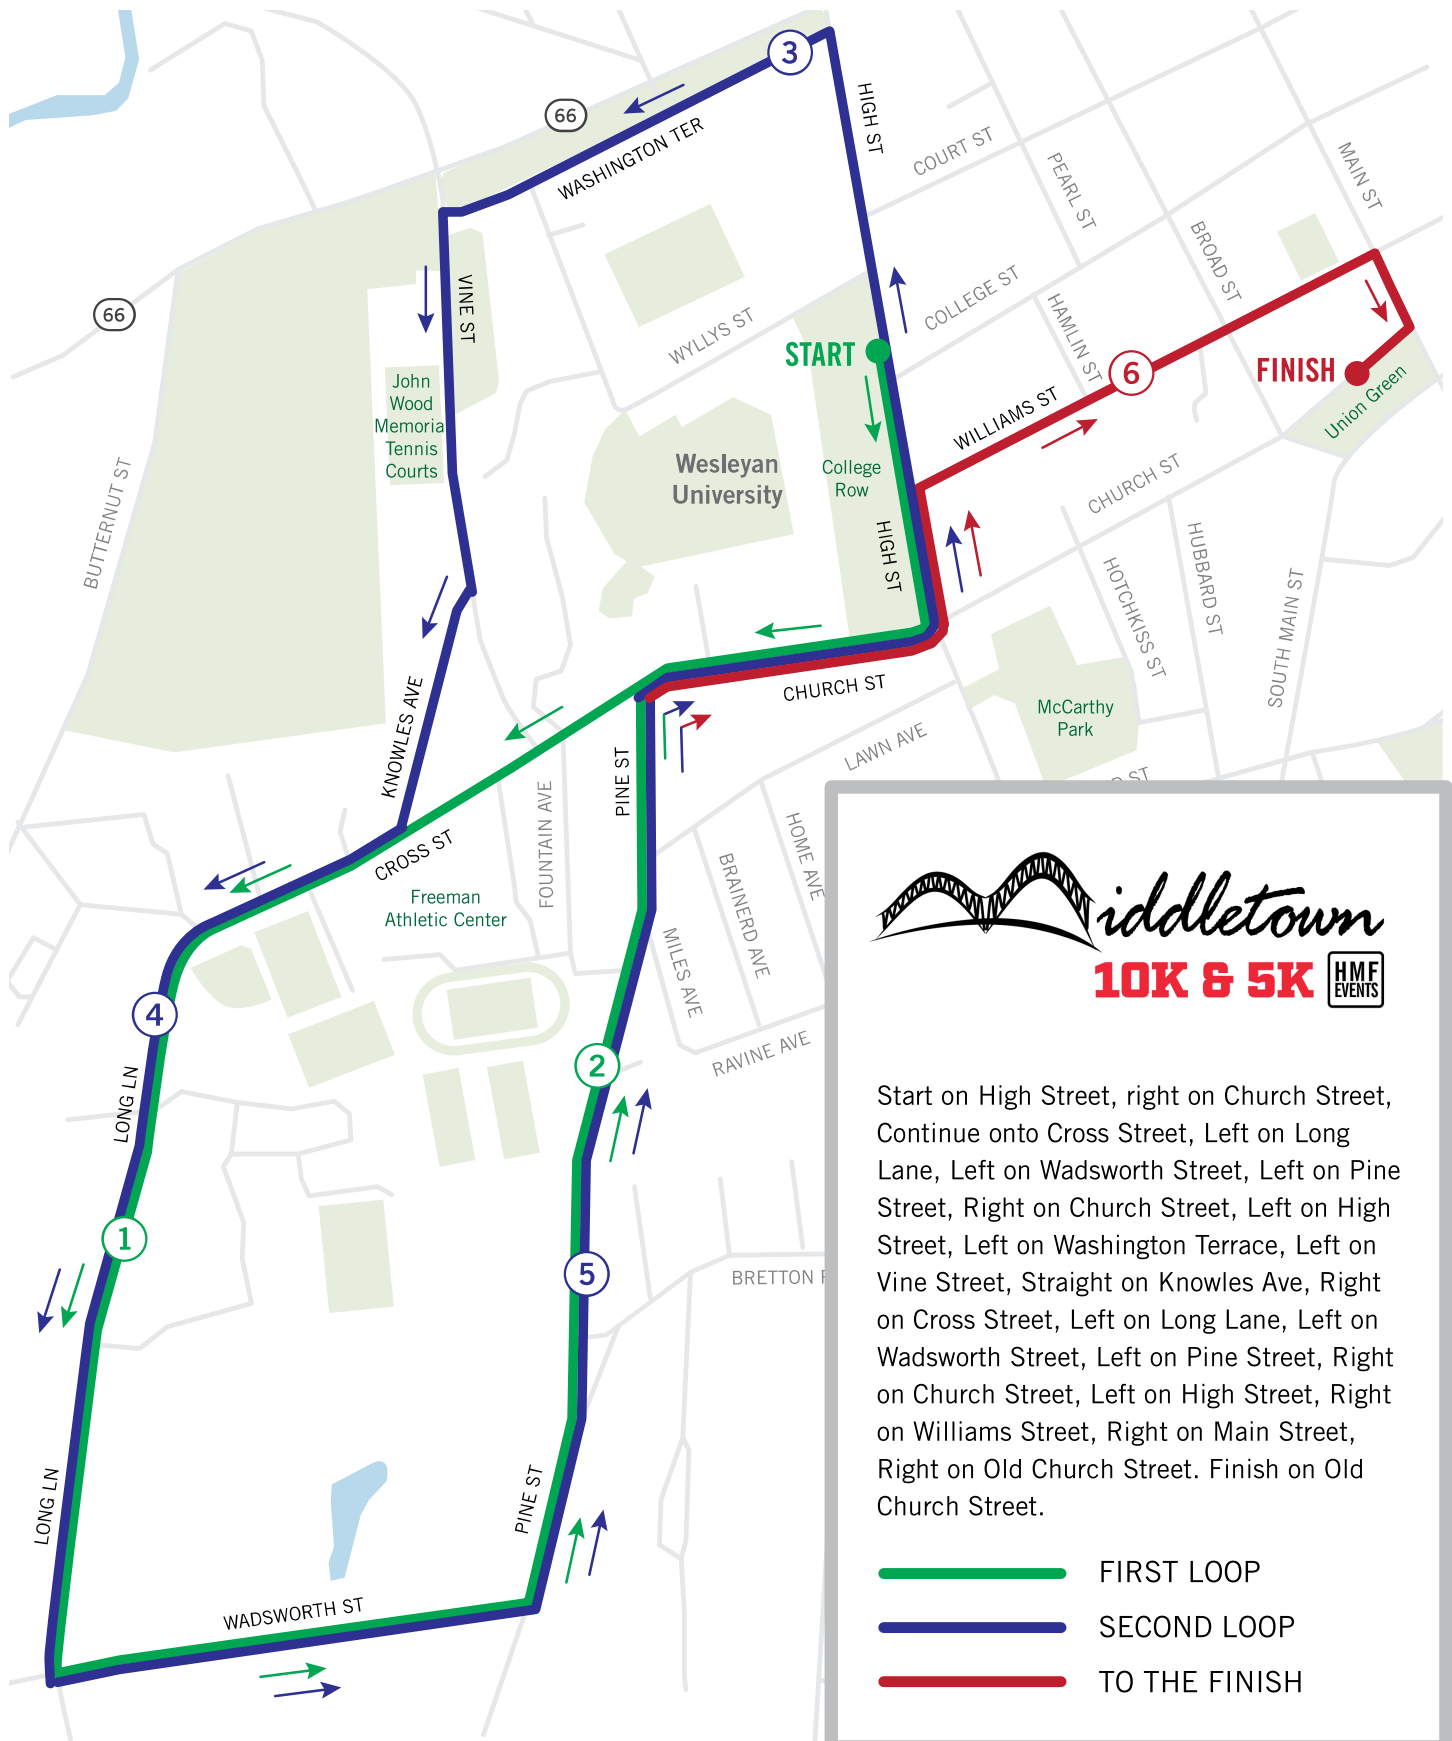 3
66
HIGH ST
WASHINGTON TER
COURT ST
PEARL ST
MAIN ST
BROAD ST
VINE ST
66
COLLEGE ST
HAMLIN ST
WYLLYS ST
START
6
FINISH
Union Green
John
Wood
Memoria
Tennis
Courts
WILLIAMS ST
Wesleyan
University
College
Row
CHURCH ST
BUTTERNUT ST
HIGH ST
HUBBARD ST
HOTCHKISS ST
SOUTH MAIN ST
CHURCH ST
McCarthy
Park
KNOWLES AVE
LAWN AVE
PINE ST
D ST
CROSS ST
FOUNTAIN AVE
HOME AVE
BRAINERD AVE
Freeman
Athletic Center
MILES AVE
4
2
RAVINE AVE
LONG LN
1
5
BRETTON
LONG LN
PINE ST
WADSWORTH ST
iddletown
10K & 5K
HMF
EVENTS
Start on High Street, right on Church Street,
Continue onto Cross Street, Left on Long
Lane, Left on Wadsworth Street, Left on Pine
Street, Right on Church Street, Left on High
Street, Left on Washington Terrace, Left on
Vine Street, Straight on Knowles Ave, Right
on Cross Street, Left on Long Lane, Left on
Wadsworth Street, Left on Pine Street, Right
on Church Street, Left on High Street, Right
on Williams Street, Right on Main Street,
Right on Old Church Street. Finish on Old
Church Street.
FIRST LOOP
SECOND LOOP
TO THE FINISH